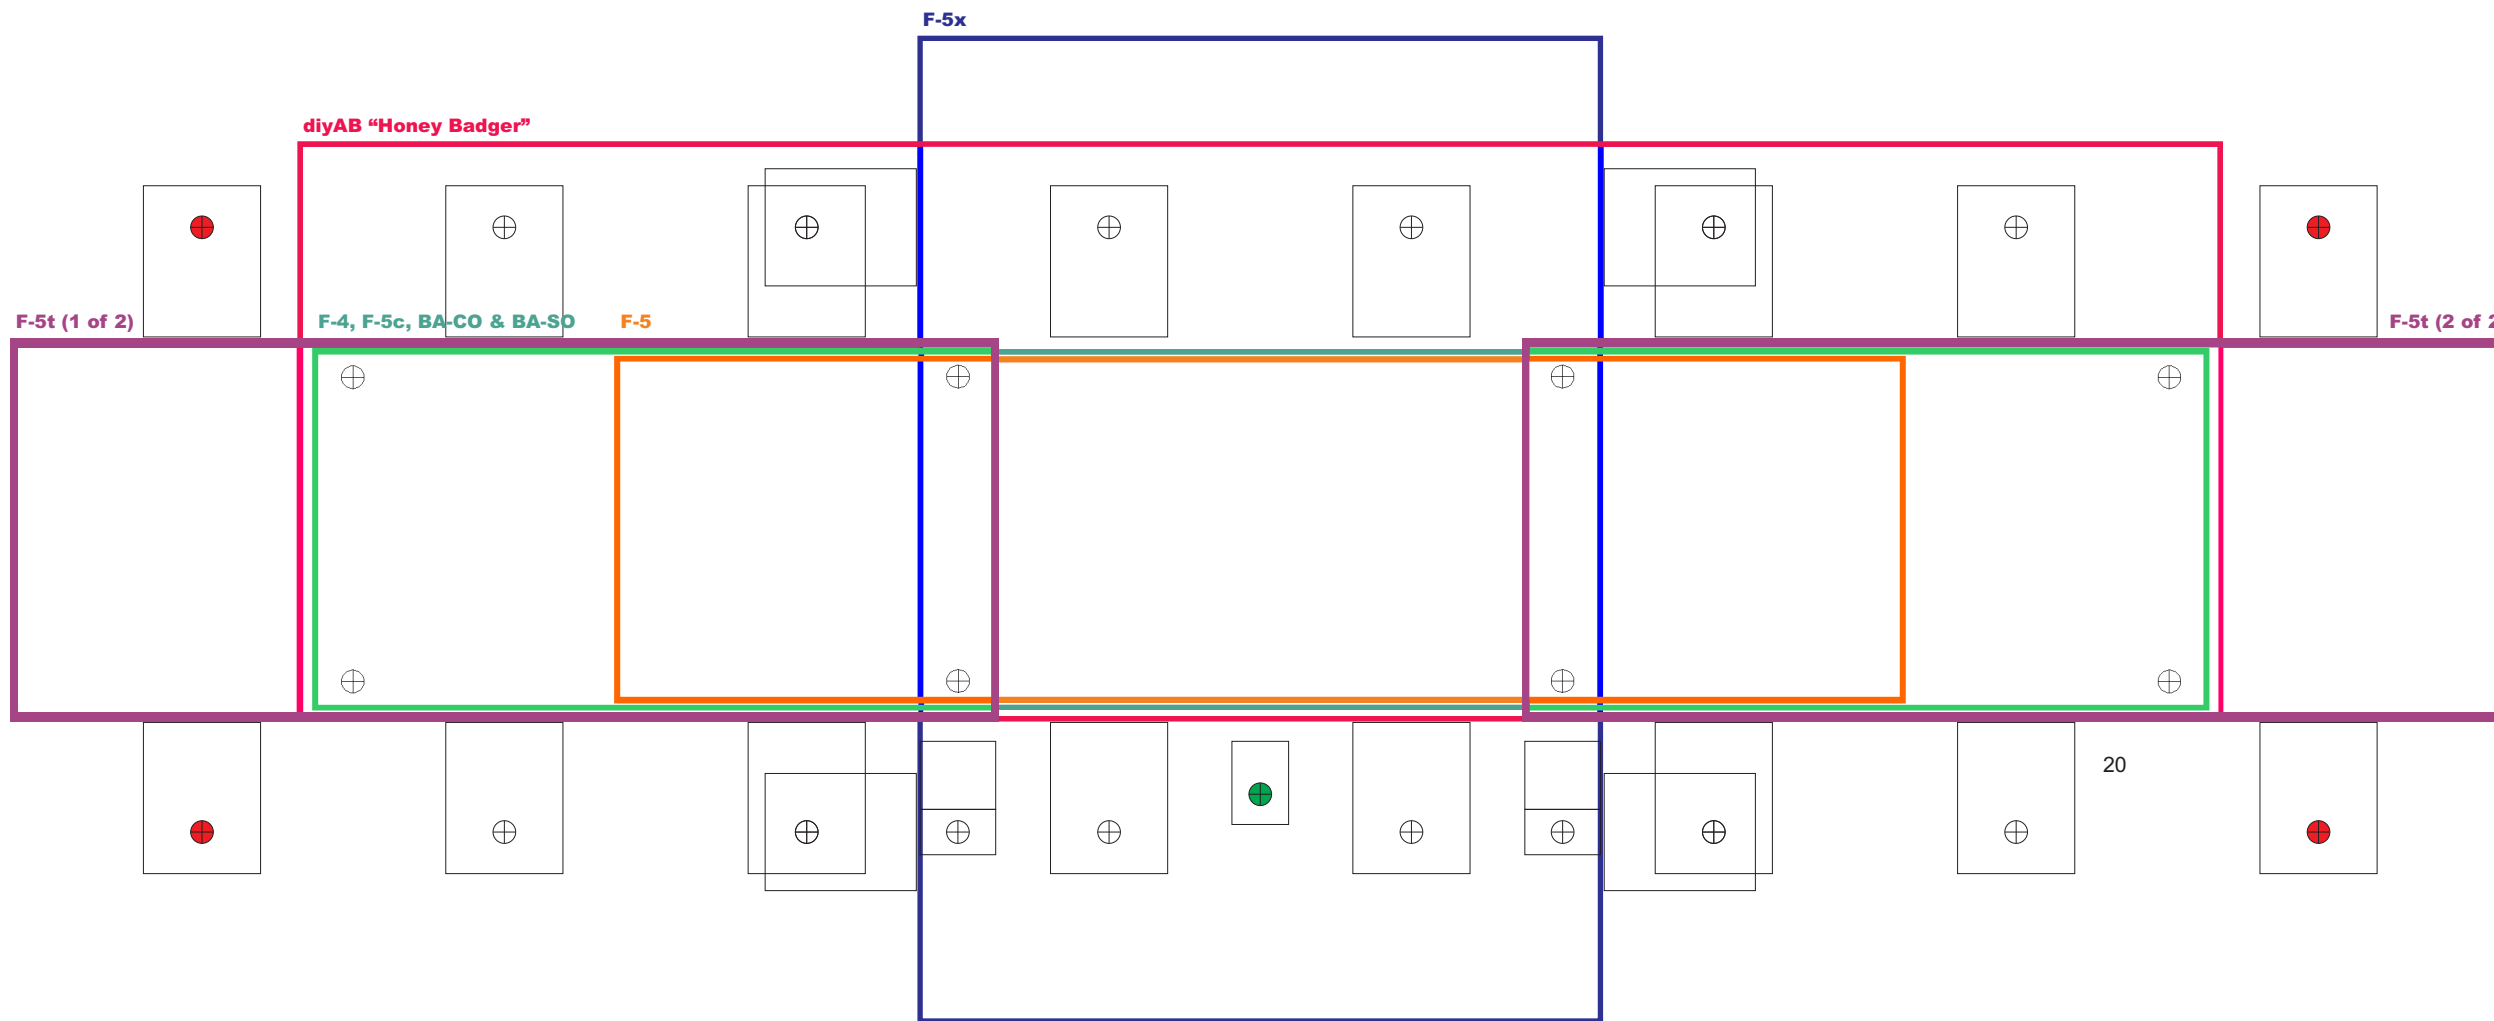 F-5x
diyAB “Honey Badger”
F-5t (1 of 2)
F-4, F-5c, BA-CO & BA-SO
F-5
F-5t (2 of 2
20